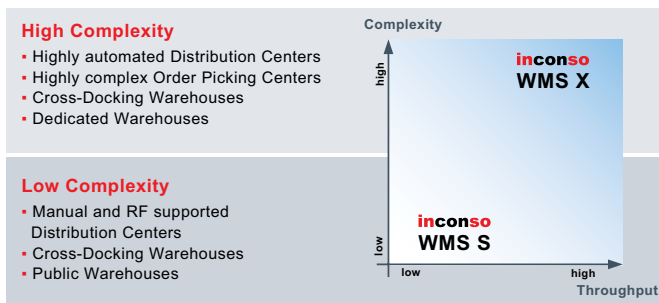 High Complexity
▪ Highly automated Distribution Centers
▪ Highly complex Order Picking Centers
▪ Cross-Docking Warehouses
▪ Dedicated Warehouses
Low Complexity
▪ Manual and RF supported
Distribution Centers
▪ Cross-Docking Warehouses
▪ Public Warehouses
Complexity
high
inconso
WMS X
inconso
WMS S
low
low
high
Throughput